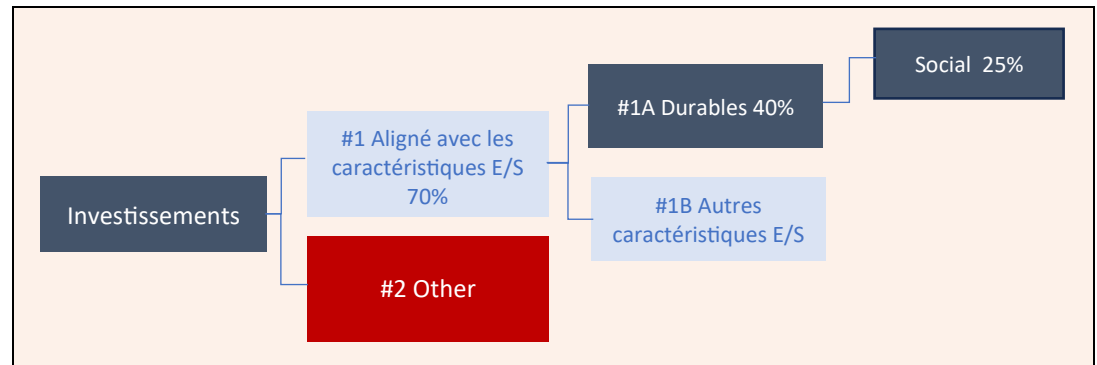 Social 25%
#1A Durables 40%
#1 Aligné avec les
caractéristiques E/S
70%
Investissements
#1B Autres
caractéristiques E/S
#2 Other